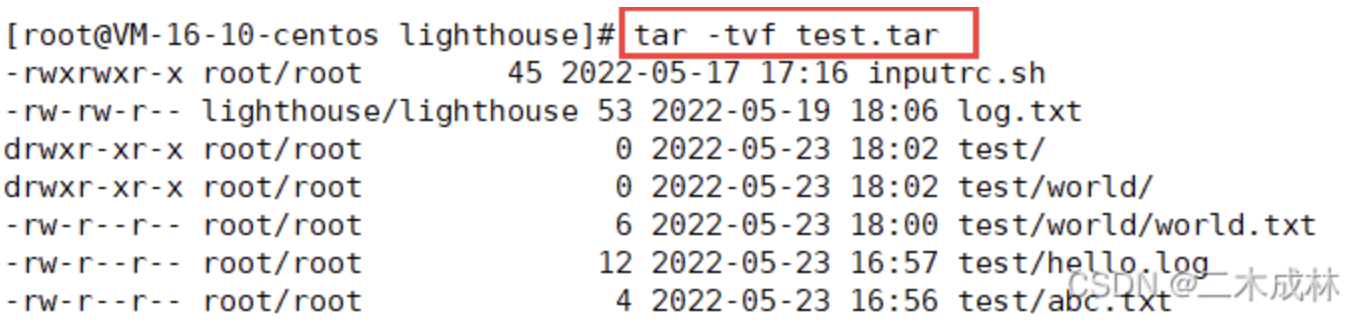 [root@VM-16-10-centos lighthouse]# tar -tvf test.tar
-rwxrwxr-x root/root         45 2022-05-17 17:16 inputrc.sh
-rw-rw-r-- lighthouse/lighthouse 53 2022-05-19 18:06 log.txt
drwxr-xr-x root/root              0 2022-05-23 18:02 test/
drwxr-xr-x root/root              0 2022-05-23 18:02 test/world/
-rw-r--r-- root/root              6 2022-05-23 18:00 test/world/world.txt
-rw-r--r-- root/root             12 2022-05-23 16:57 test/hello.log
-rw-r--r-- root/root              4 2022-05-23 16:56 test/abc.txt
CSDN @二木成林